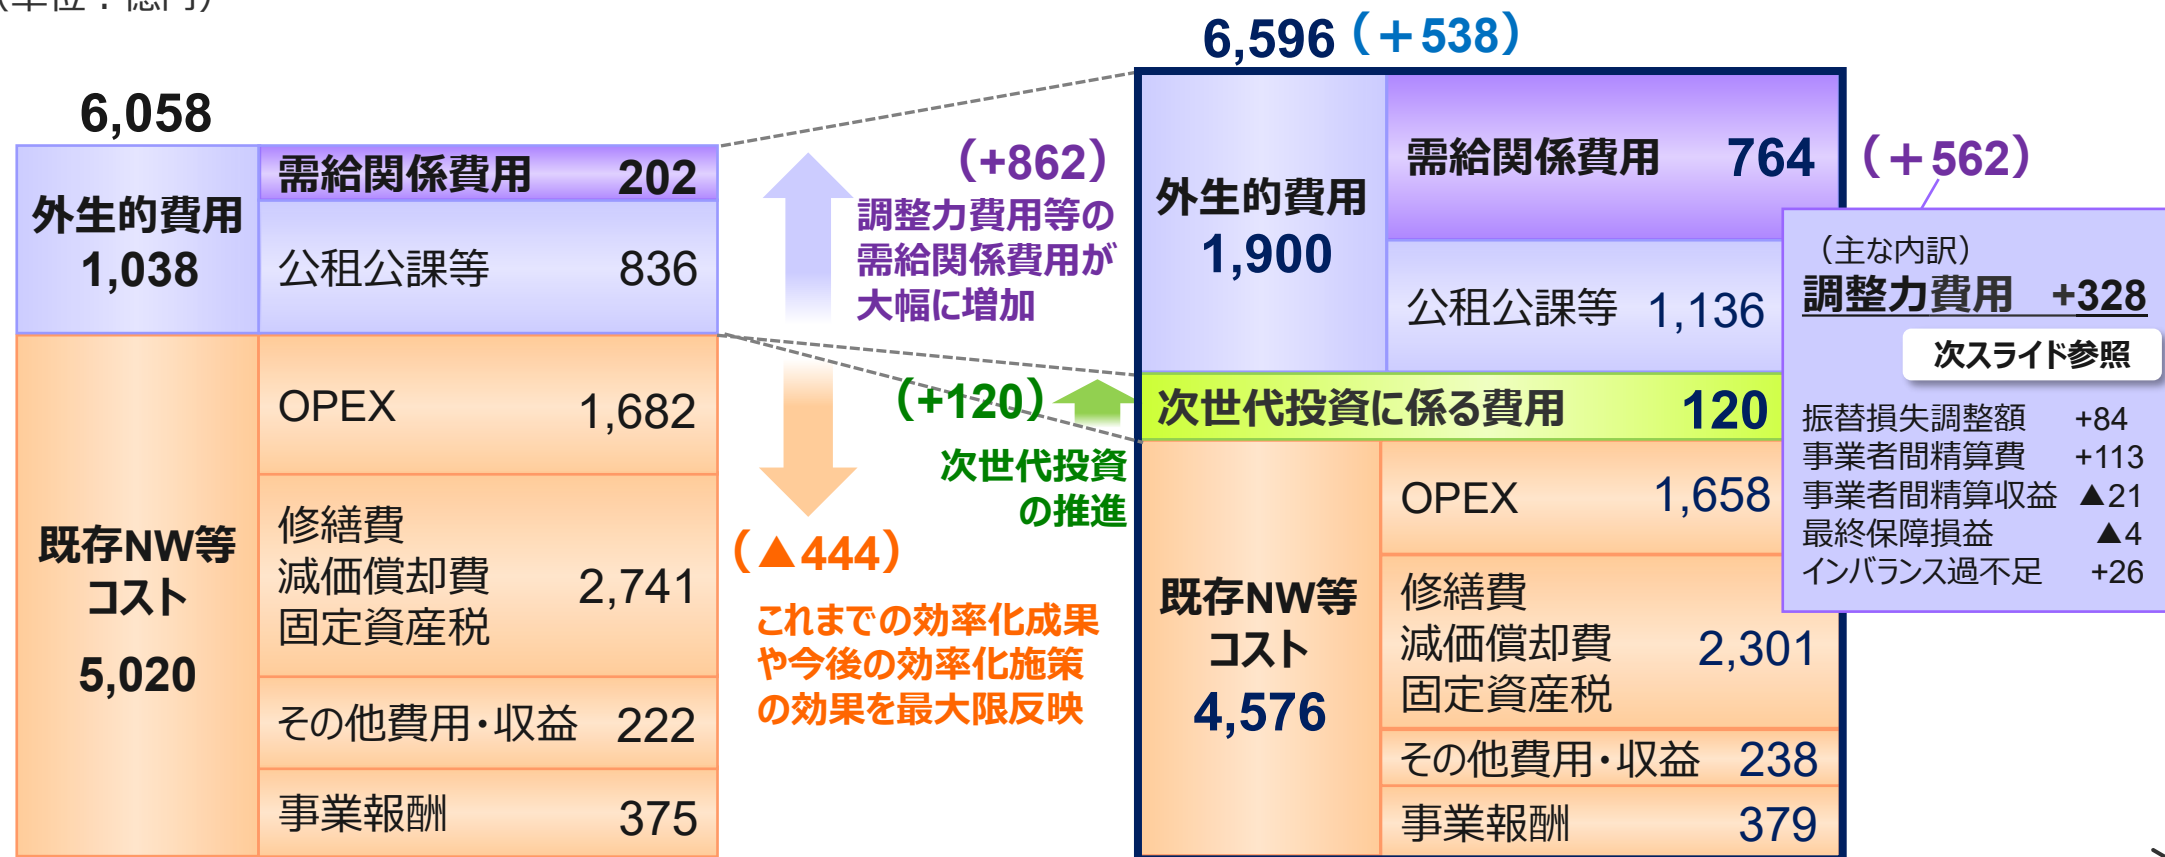 （単位：億円）
6,058
外生的費用
1,038
需給関係費用 202
公租公課等 836
既存NW等
コスト
5,020
OPEX 1,682
修繕費
減価償却費 2,741
固定資産税
その他費用・収益 222
事業報酬 375
（+862）
調整力費用等の
需給関係費用が
大幅に増加
（+120）
次世代投資
の推進
（▲444）
これまでの効率化成果
や今後の効率化施策
の効果を最大限反映
6,596（＋538）
外生的費用
1,900
需給関係費用 764
公租公課等 1,136
次世代投資に係る費用 120
既存NW等
コスト
4,576
OPEX 1,658
修繕費
減価償却費 2,301
固定資産税
その他費用・収益 238
事業報酬 379
（＋562）
（主な内訳）
調整力費用 +328
次スライド参照
振替損失調整額 +84
事業者間精算費 +113
事業者間精算収益 ▲21
最終保障損益 ▲4
インバランス過不足 +26